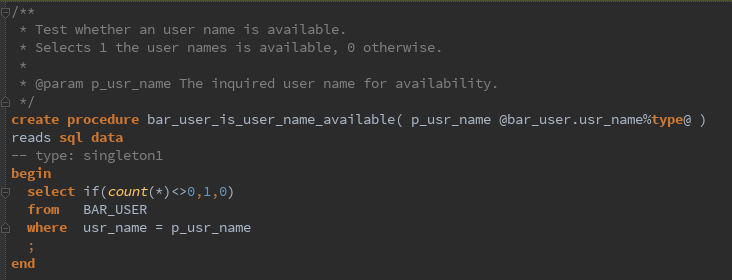 /**
 * Test whether an user name is available.
 * Selects 1 the user names is available, 0 otherwise.
 *
 * @param p_usr_name The inquired user name for availability.
 */
create procedure bar_user_is_user_name_available( p_usr_name @bar_user.usr_name%type@ )
reads sql data
-- type: singleton1
begin
  select if(count(*)<>0,1,0)
  from   BAR_USER
  where  usr_name = p_usr_name
  ;
end